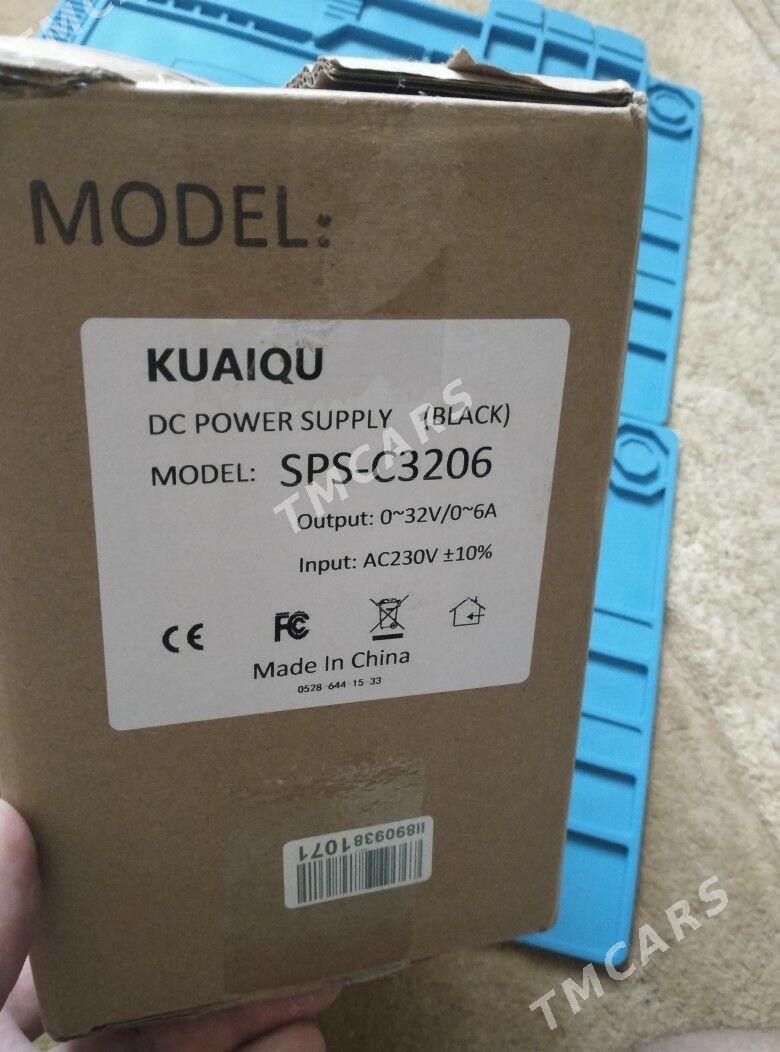 TMCARS
MODEL:
KUAIQU
DC POWER SUPPLY (BLACK)
MODEL: SPS-C3206
TMCARS
Output: 0~32V/0~6A
Input: AC230V ±10%
CE FC
Made In China
0528 644 15 33
118909381071
TMCARS